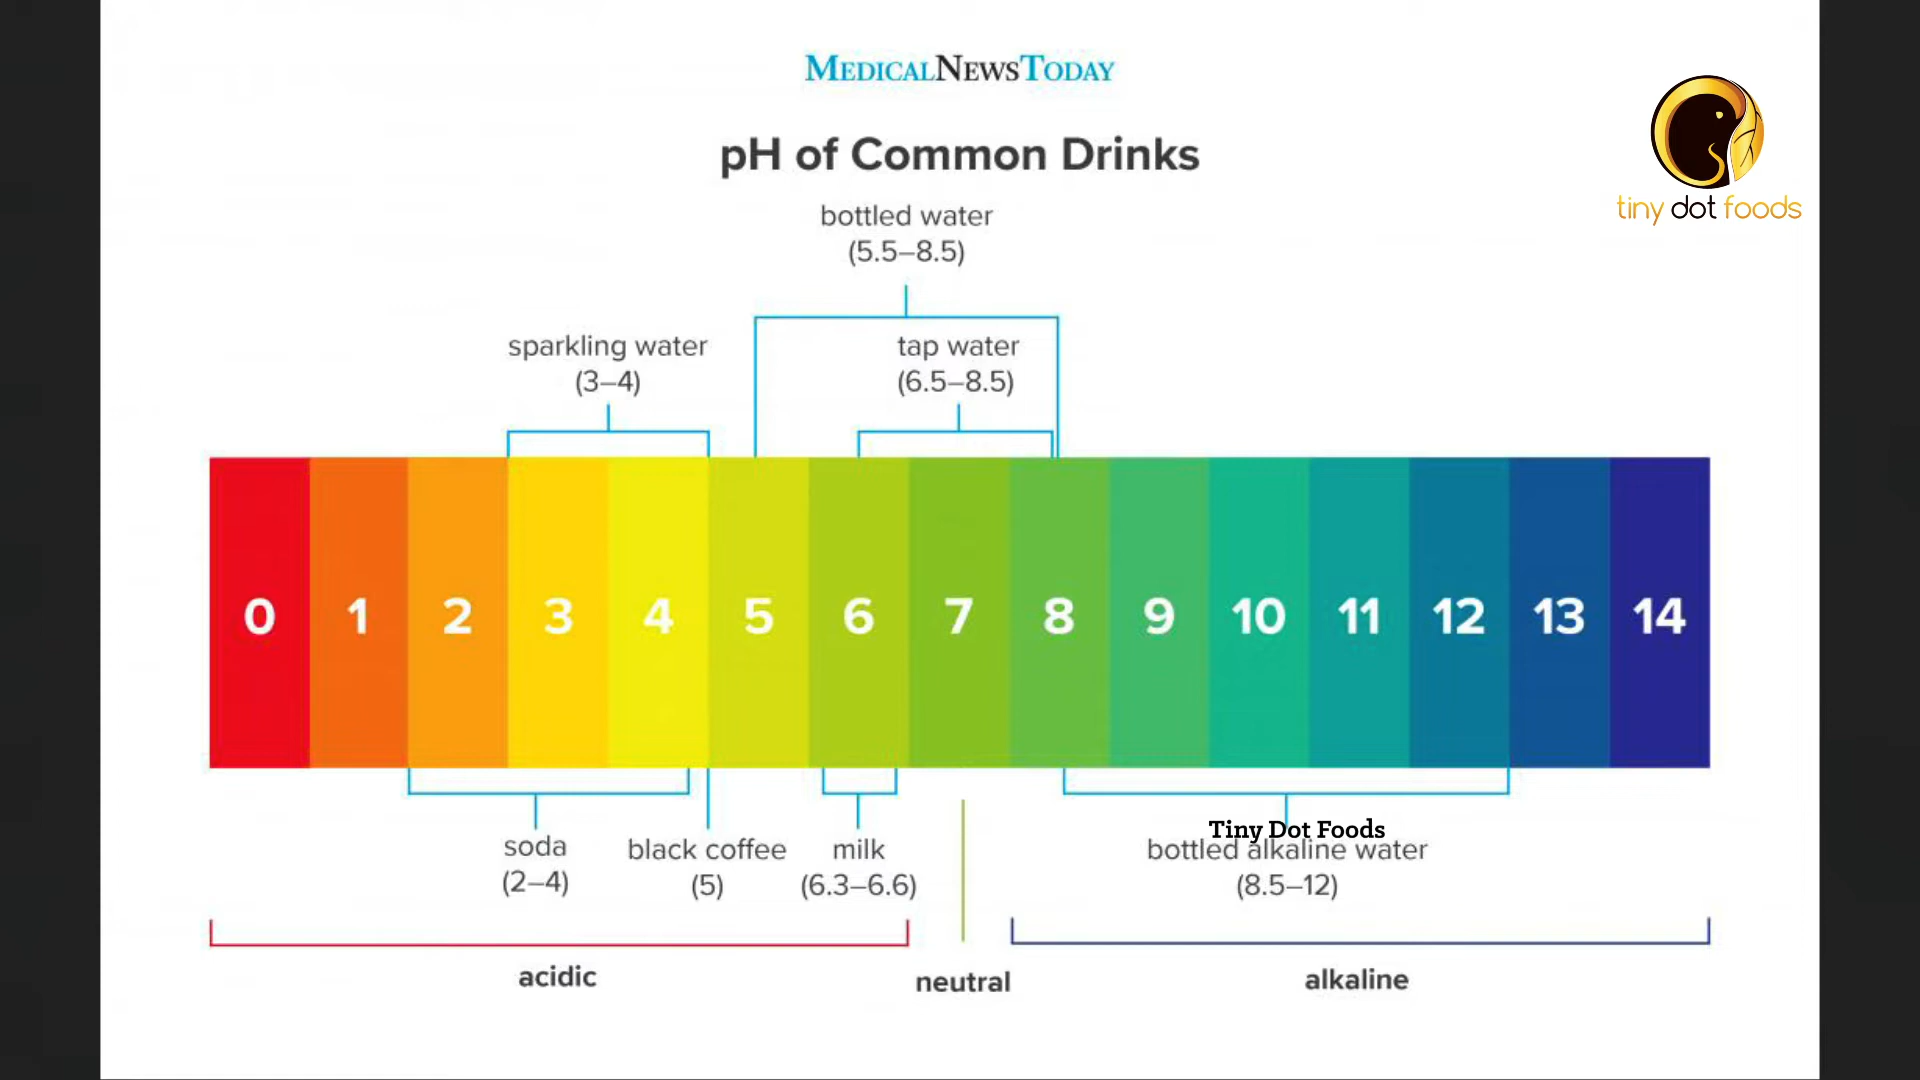 MEDICALNEWSTODAY
tiny dot foods
pH of Common Drinks
bottled water
(5.5–8.5)
sparkling water
(3–4)
tap water
(6.5–8.5)
0 1 2 3 4 5 6 7 8 9 10 11 12 13 14
soda
(2–4)
black coffee
(5)
milk
(6.3–6.6)
Tiny Dot Foods
bottled alkaline water
(8.5–12)
acidic
neutral
alkaline